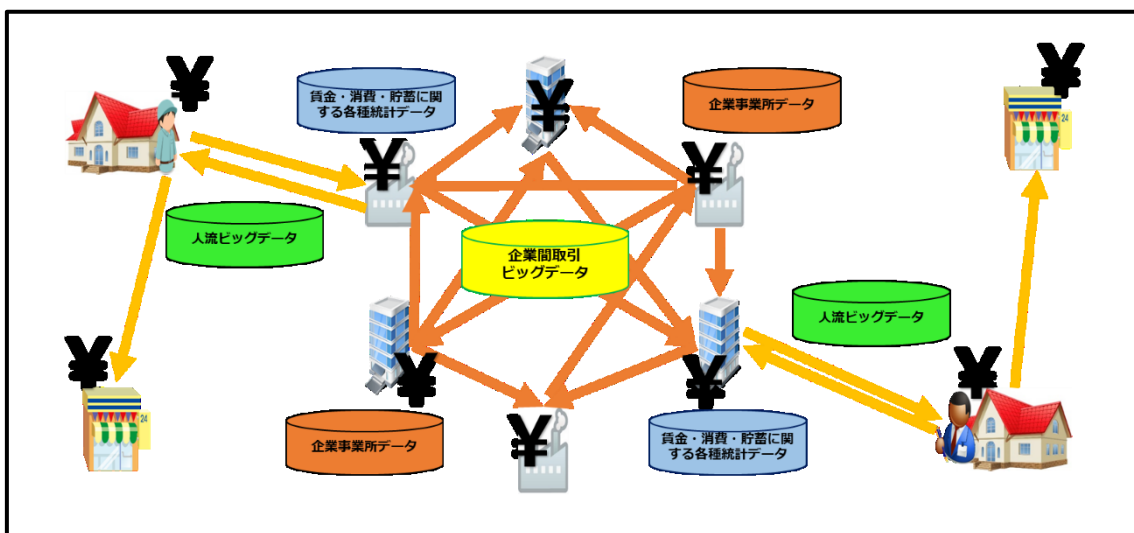 ¥
¥
¥
賃金・消費・貯蓄に関
する各種統計データ
企業事業所データ
24
¥
¥
人流ビッグデータ
企業間取引
ビッグデータ
人流ビッグデータ
¥
¥
¥
¥
24
企業事業所データ
¥
賃金・消費・貯蓄に関
する各種統計データ